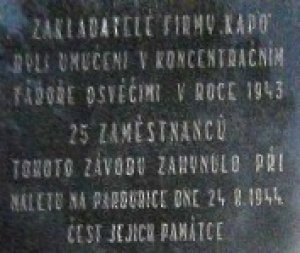 ZAKLADATELÉ FIRMY „KAPO"
BYLI UMUČENI V KONCENTRAČNÍM
TÁBOŘE OSVĚČIMI V ROCE 1943
25 ZAMĚSTNANCŮ
TOHOTO ZÁVODU ZAHYNULO PŘI
NÁLETU NA PARDUBICE DNE 24.8.1944
ČEST JEJICH PAMÁTCE